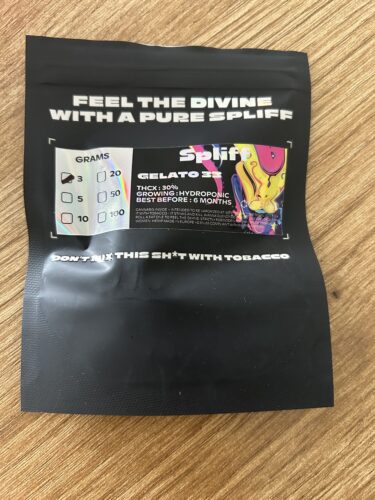 FEEL THE DIVINE
WITH A PURE SPLIFF
GRAMS
3 20
5 50
10 100
Spliff
GELATO 33
THCX : 30%
GROWING : HYDROPONIC
BEST BEFORE : 6 MONTHS
DON'T MIX THIS SH*T WITH TOBACCO